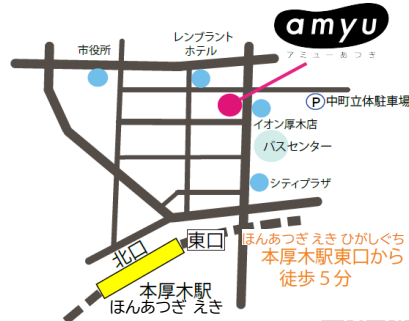 amyu
アミューあつぎ
市役所
レンブラント
ホテル
P中町立体駐車場
イオン厚木店
バスセンター
シティプラザ
北口
東口
ほんあつぎ えき ひがしぐち
本厚木駅東口から
徒歩５分
本厚木駅
ほんあつぎ えき